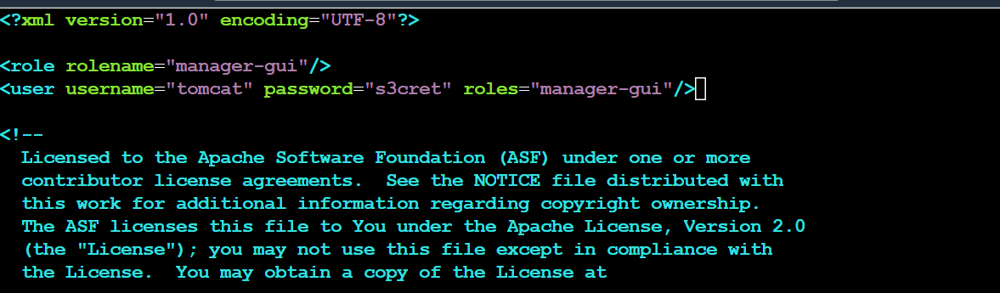 <?xml version="1.0" encoding="UTF-8"?>
<role rolename="manager-gui"/>
<user username="tomcat" password="s3cret" roles="manager-gui"/>
<!--
  Licensed to the Apache Software Foundation (ASF) under one or more
  contributor license agreements.  See the NOTICE file distributed with
  this work for additional information regarding copyright ownership.
  The ASF licenses this file to You under the Apache License, Version 2.0
  (the "License"); you may not use this file except in compliance with
  the License.  You may obtain a copy of the License at